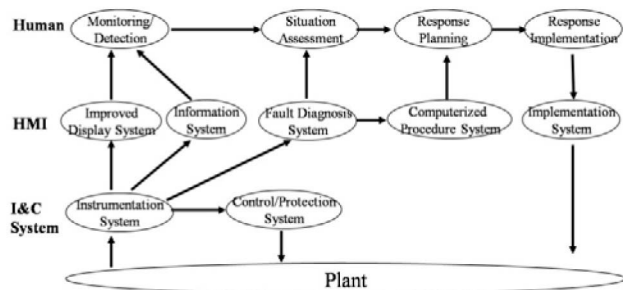 Human
Monitoring/
Detection
Situation
Assessment
Response
Planning
Response
Implementation
HMI
Improved
Display System
Information
System
Fault Diagnosis
System
Computerized
Procedure System
Implementation
System
I&C
System
Instrumentation
System
Control/Protection
System
Plant